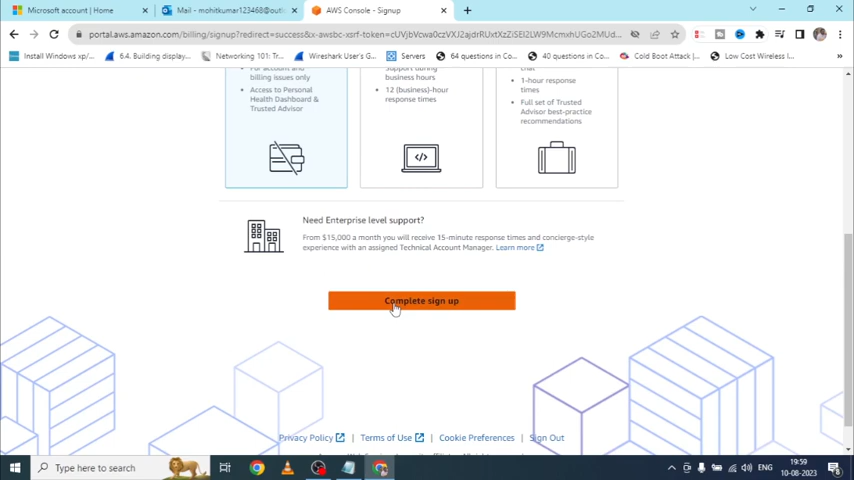 Microsoft account | Home
Mail - mohitkumar123468@outl
AWS Console - Signup
portal.aws.amazon.com/billing/signup?redirect=success&x-awsbc-xsrf-token=
Install Windows xp/...
6.4. Building display...
Networking 101: Tr...
Wireshark User's G...
Servers
64 questions in Co...
40 questions in Co...
Cold Boot Attack |...
Low Cost Wireless I...
For account and
billing issues only
Access to Personal
Health Dashboard &
Trusted Advisor
Support during
business hours
12 (business)-hour
response times
chat
1-hour response
times
Full set of Trusted
Advisor best-practice
recommendations
Need Enterprise level support?
From $15,000 a month you will receive 15-minute response times and concierge-style
experience with an assigned Technical Account Manager. Learn more
Complete sign up
Privacy Policy | Terms of Use | Cookie Preferences | Sign Out
Type here to search
ENG
19:59
10-08-2023